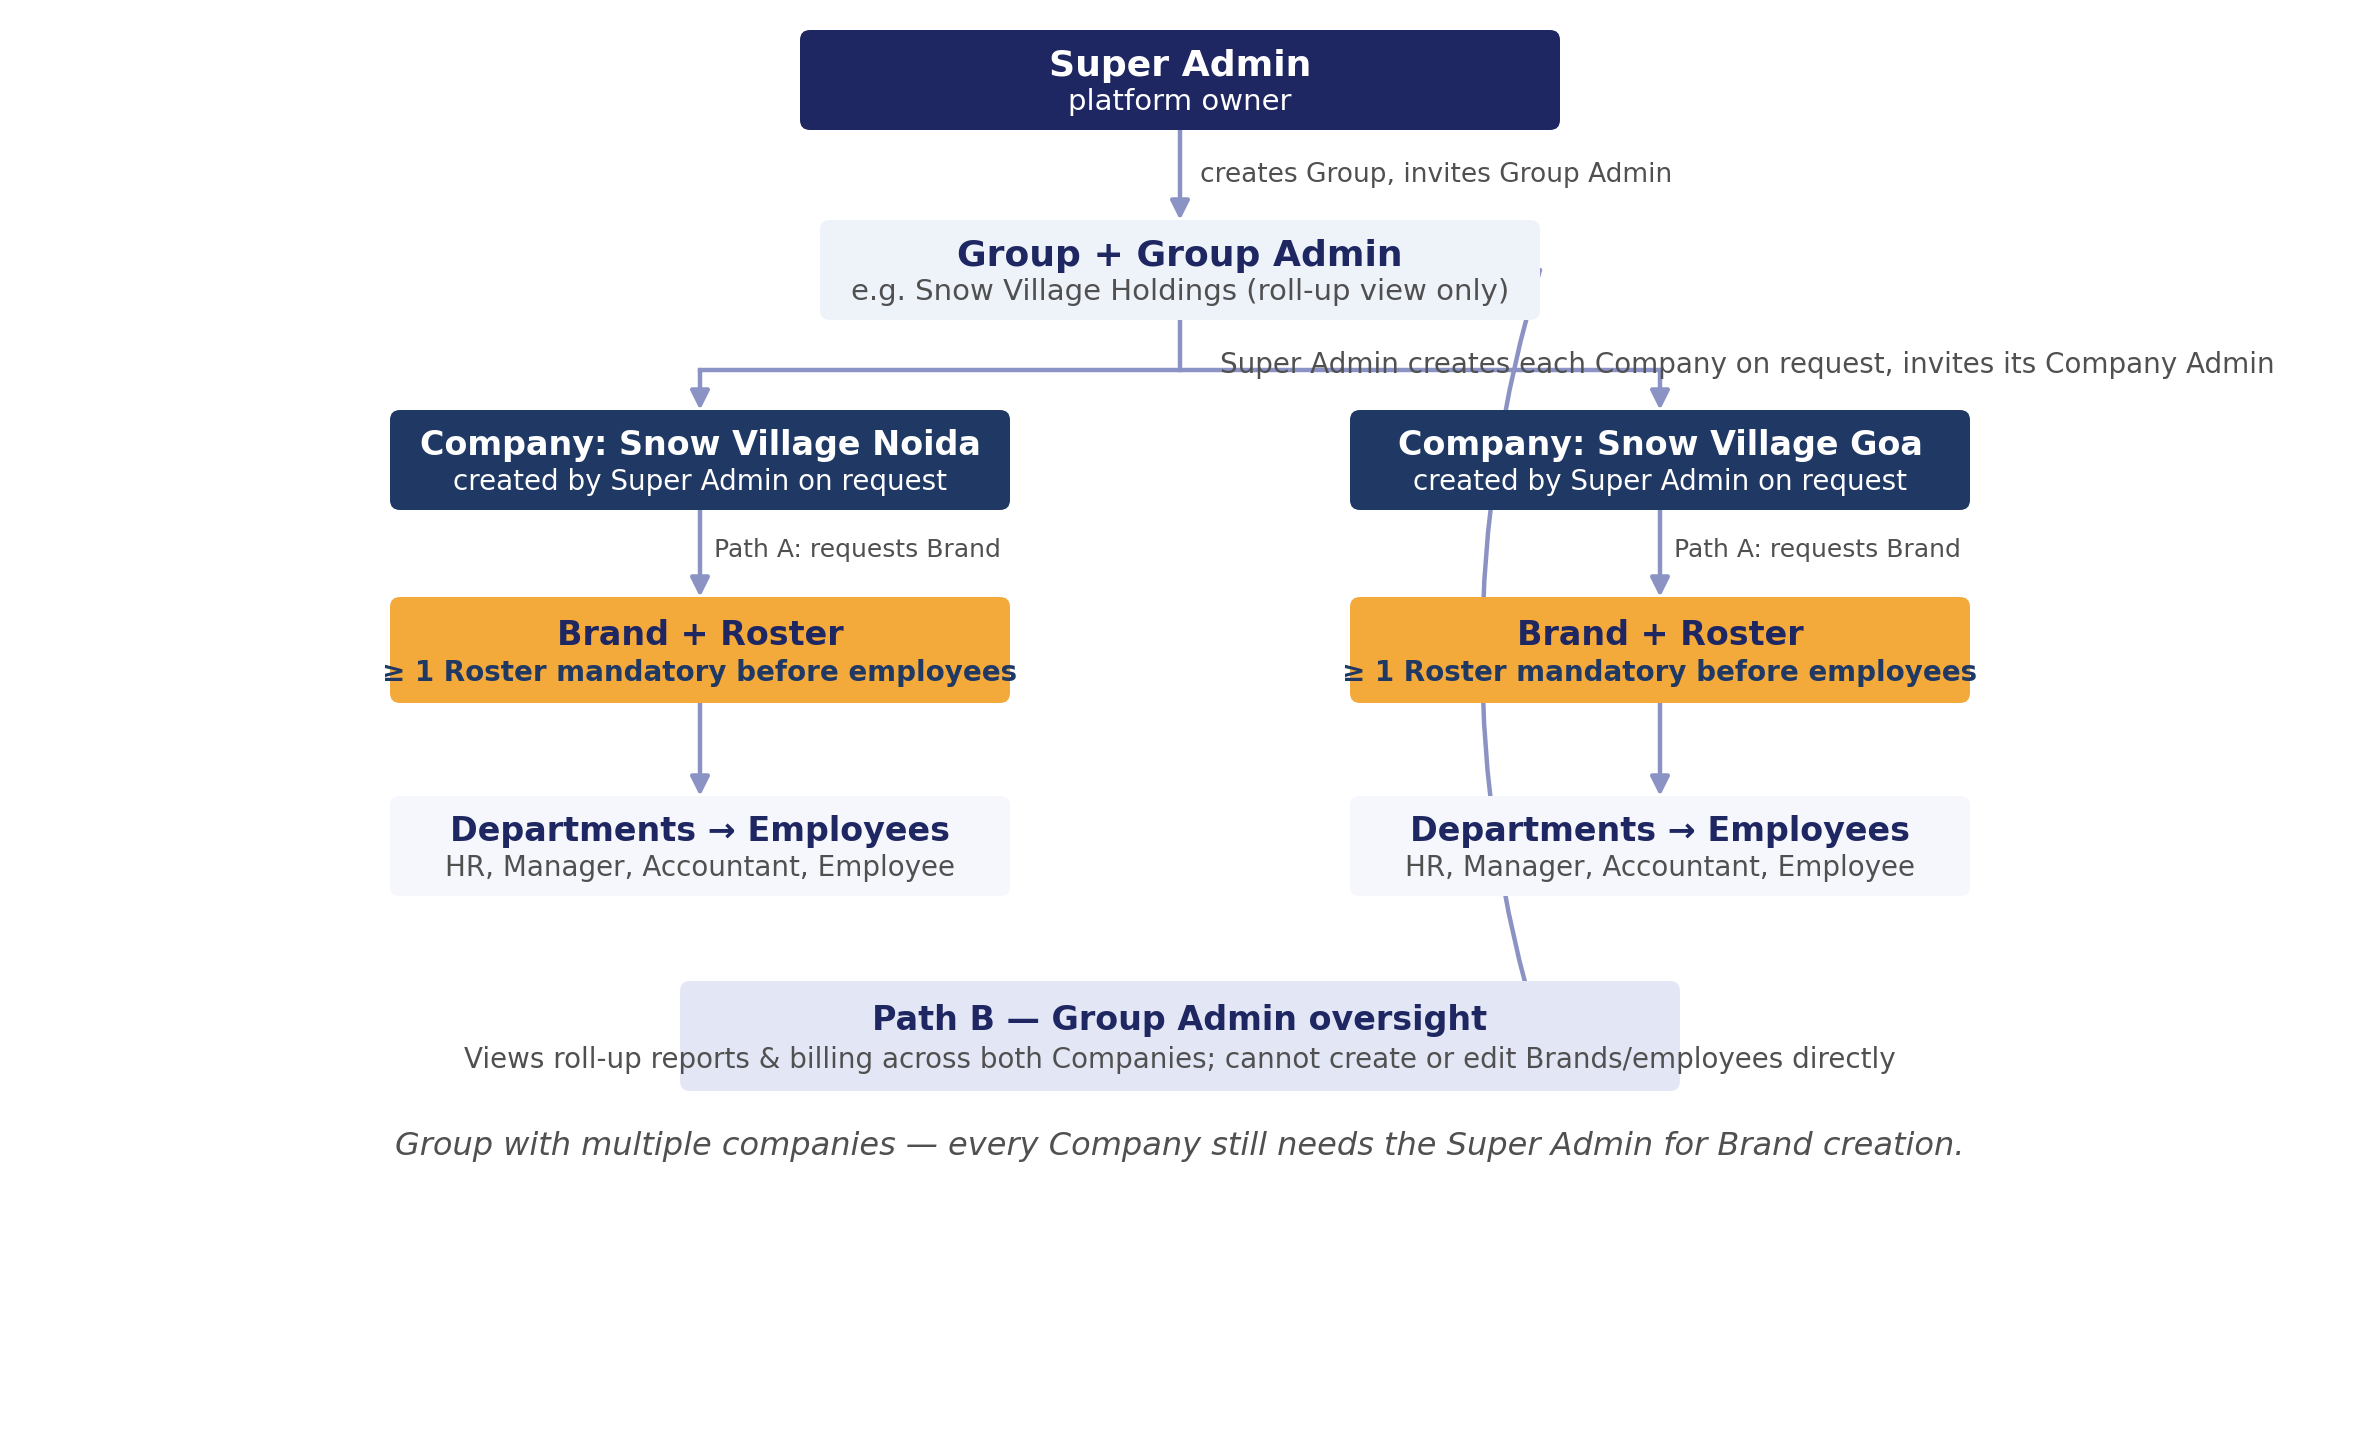 Super Admin
platform owner
creates Group, invites Group Admin
Group + Group Admin
e.g. Snow Village Holdings (roll-up view only)
Super Admin creates each Company on request, invites its Company Admin
Company: Snow Village Noida
created by Super Admin on request
Company: Snow Village Goa
created by Super Admin on request
Path A: requests Brand
Path A: requests Brand
Brand + Roster
≥ 1 Roster mandatory before employees
Brand + Roster
≥ 1 Roster mandatory before employees
Departments → Employees
HR, Manager, Accountant, Employee
Departments → Employees
HR, Manager, Accountant, Employee
Path B — Group Admin oversight
Views roll-up reports & billing across both Companies; cannot create or edit Brands/employees directly
Group with multiple companies — every Company still needs the Super Admin for Brand creation.